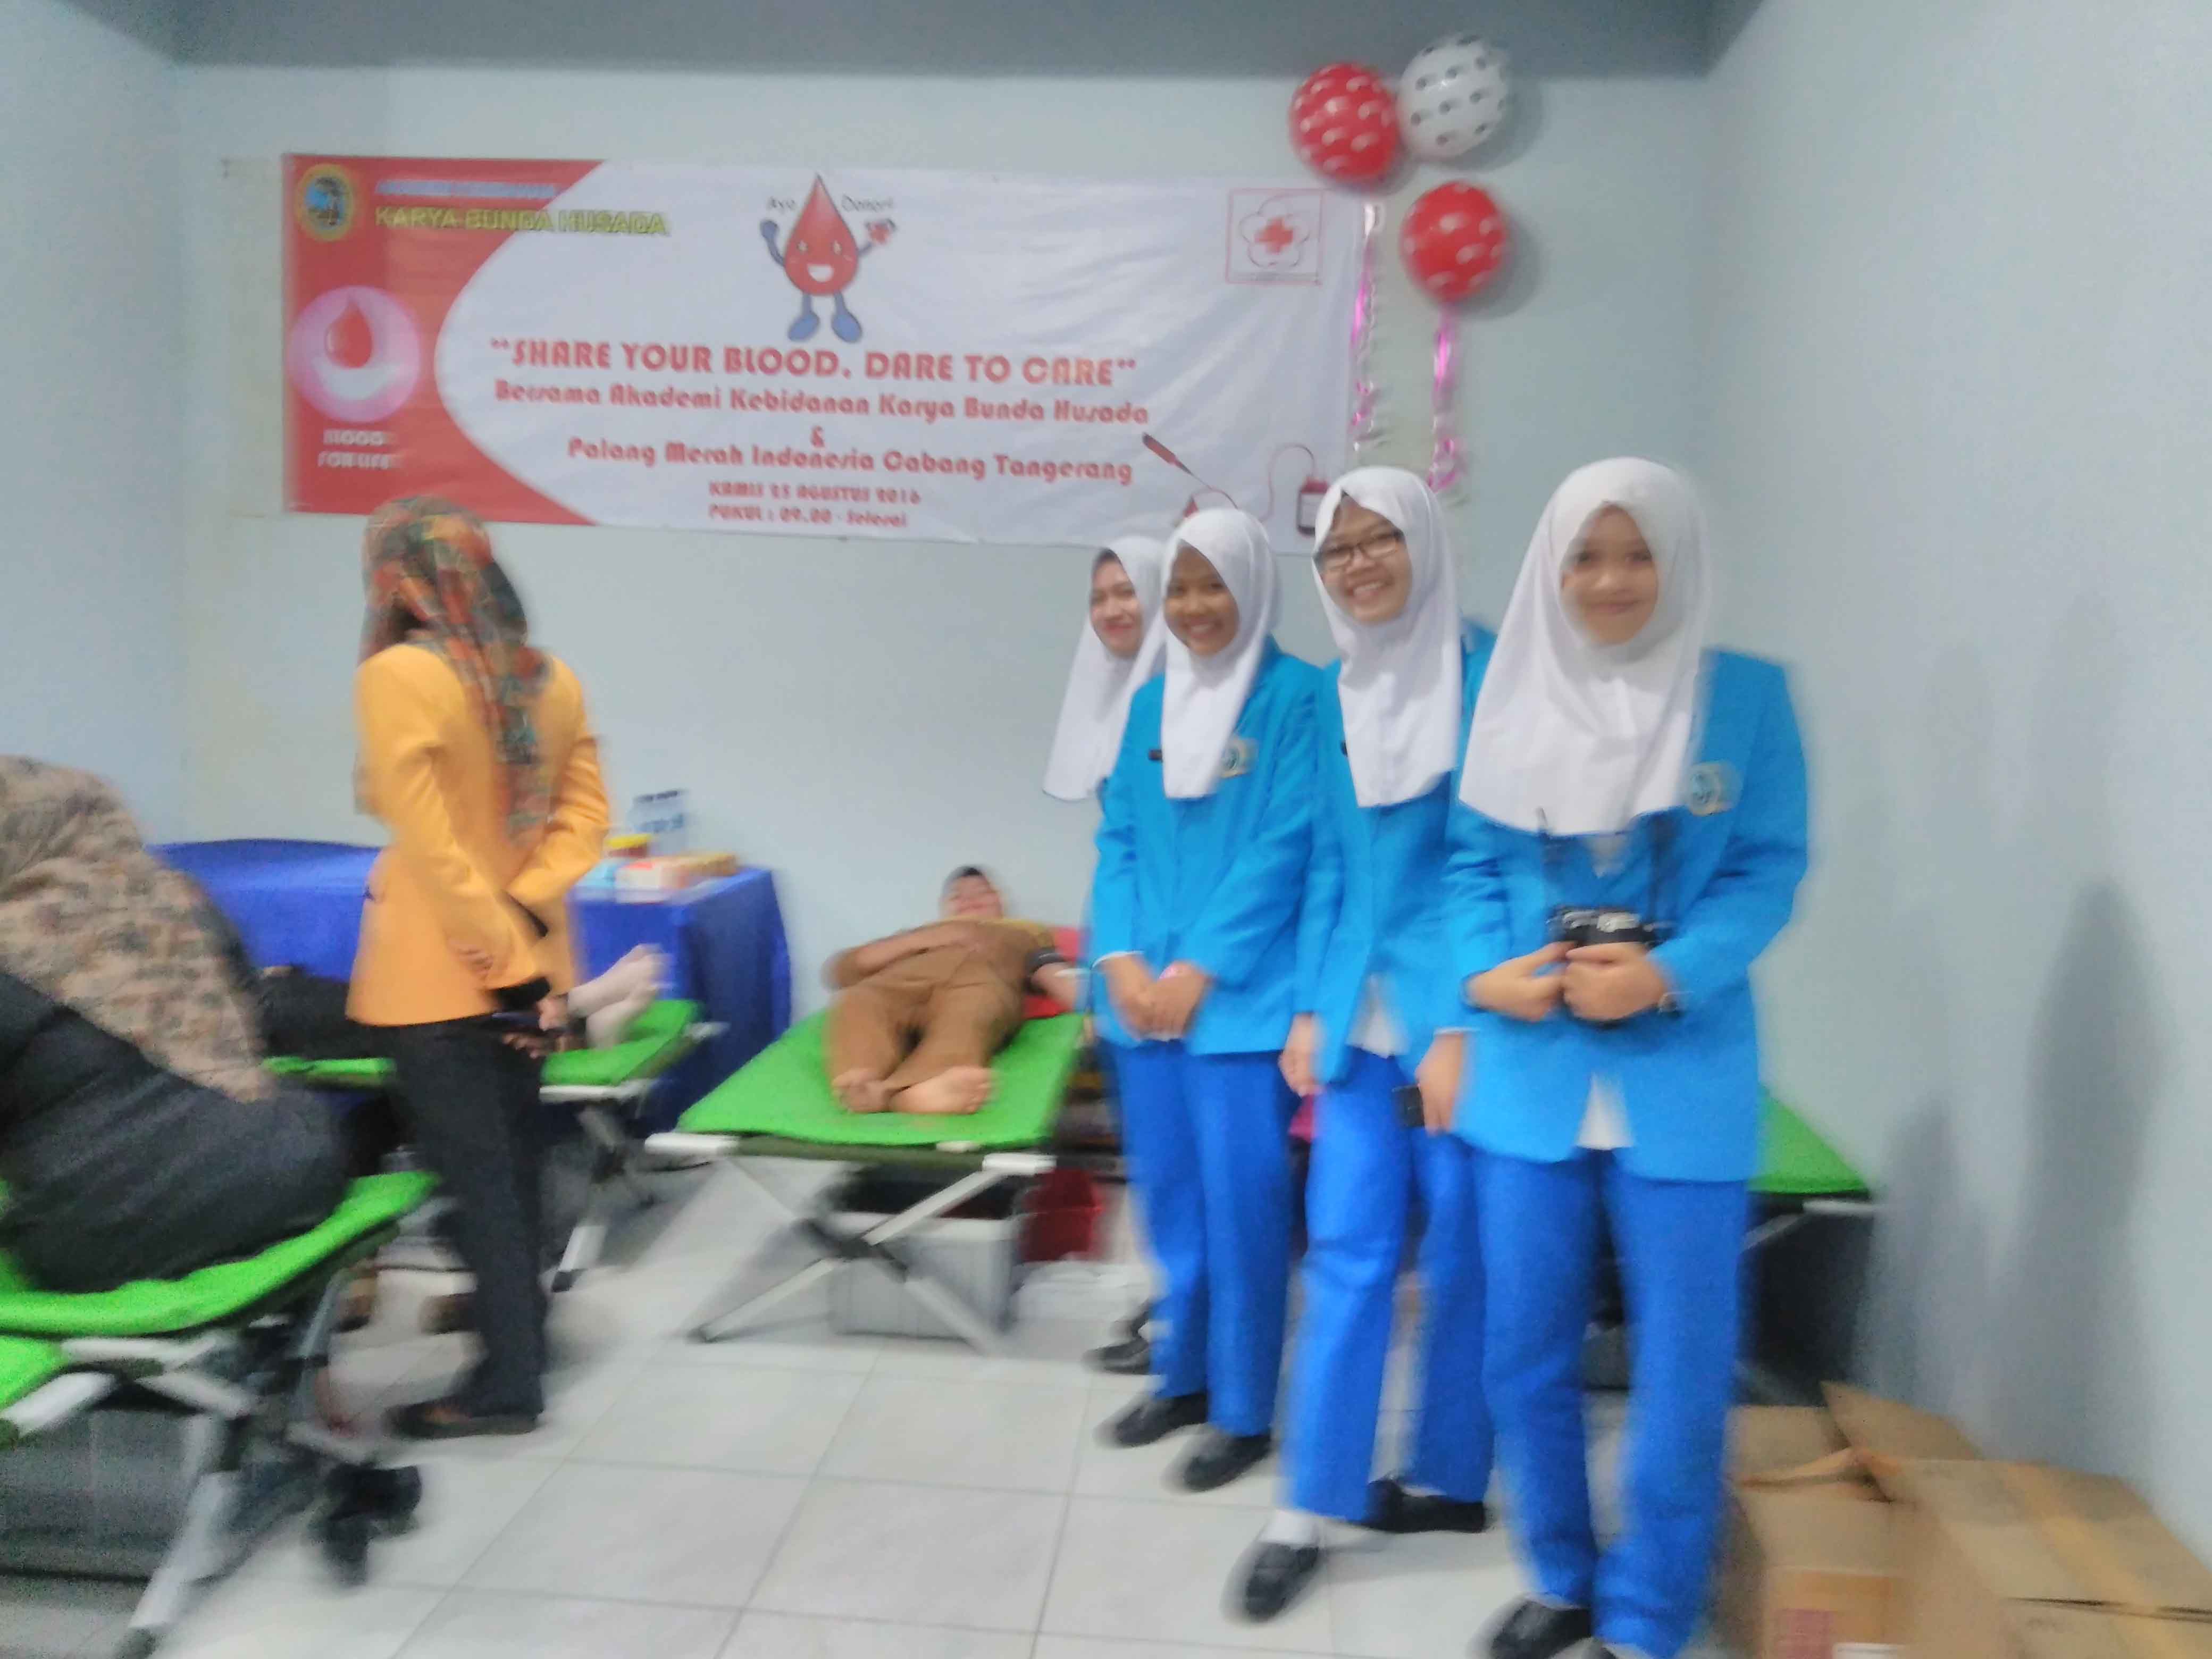 KARYA BUNDA HUSADA
Ayo Donor!
"SHARE YOUR BLOOD, DARE TO CARE"
Bersama Akademi Kebidanan Karya Bunda Husada
&
Palang Merah Indonesia Cabang Tangerang
KAMIS 25 AGUSTUS 2016
PUKUL : 09.00 - Selesai